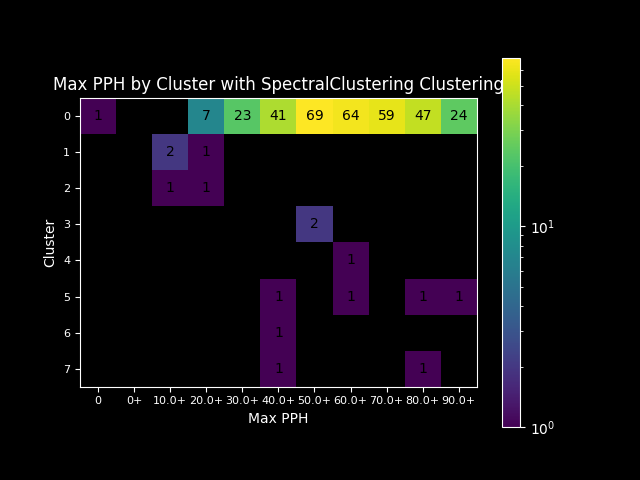 Max PPH by Cluster with SpectralClustering Clustering
0 1 7 23 41 69 64 59 47 24
1 2 1
2 1 1
3 2
4 1
5 1 1 1 1
6 1
7 1 1
0 0+ 10.0+ 20.0+ 30.0+ 40.0+ 50.0+ 60.0+ 70.0+ 80.0+ 90.0+
Max PPH
Cluster
10¹
10⁰